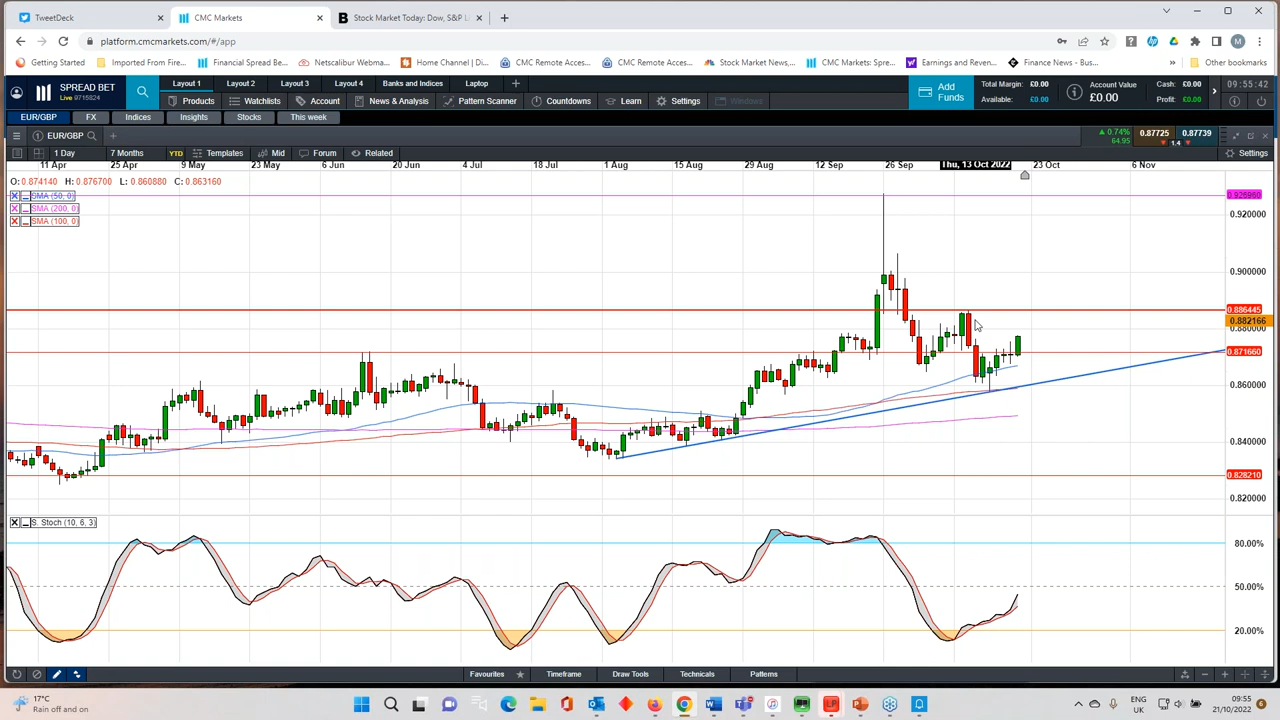 TweetDeck
CMC Markets
Stock Market Today: Dow, S&P L
platform.cmcmarkets.com/#/app
Getting Started
Imported From Fire...
Financial Spread Be...
Netscalibur Webma...
Home Channel | Di...
CMC Remote Acces...
CMC Remote Acces...
Stock Market News,...
CMC Markets: Spre...
Earnings and Revenu...
Finance News - Bus...
Other bookmarks
SPREAD BET
Live 9715824
Layout 1
Layout 2
Layout 3
Layout 4
Banks and Indices
Laptop
Products
Watchlists
Account
News & Analysis
Pattern Scanner
Countdowns
Learn
Settings
Windows
Add Funds
Total Margin: £0.00
Available: £0.00
Account Value
£0.00
Cash: £0.00
Profit: £0.00
09:55:42
EUR/GBP
FX
Indices
Insights
Stocks
This week
EUR/GBP
0.74%
64.95
0.87725
1.4
0.87739
1 Day
7 Months
YTD
Templates
Mid
Forum
Related
Settings
11 Apr
25 Apr
9 May
23 May
6 Jun
20 Jun
4 Jul
18 Jul
1 Aug
15 Aug
29 Aug
12 Sep
26 Sep
Thu, 13 Oct 2022
23 Oct
6 Nov
O: 0.874140 H: 0.876700 L: 0.860880 C: 0.863160
SMA (50, 0)
SMA (200, 0)
SMA (100, 0)
0.926960
0.920000
0.900000
0.886445
0.882166
0.880000
0.871660
0.860000
0.840000
0.828210
0.820000
S. Stoch (10, 6, 3)
80.00%
50.00%
20.00%
Favourites
Timeframe
Draw Tools
Technicals
Patterns
17°C
Rain off and on
ENG
UK
09:55
21/10/2022